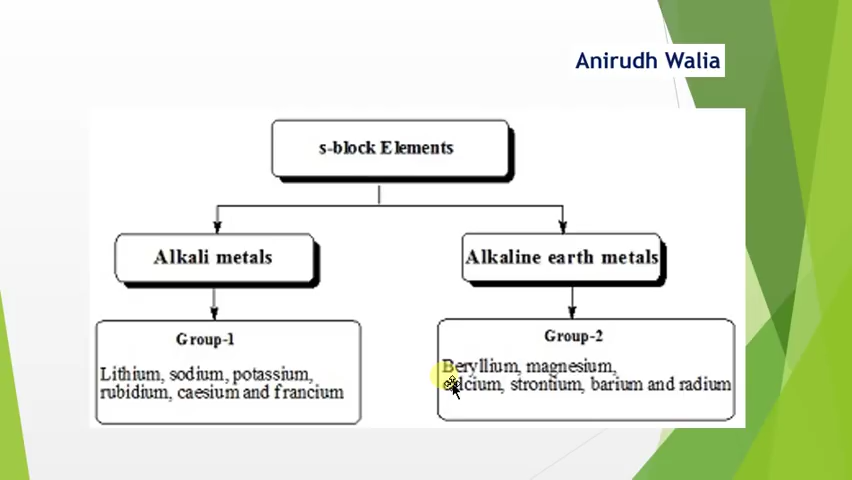 Anirudh Walia
s-block Elements
Alkali metals
Alkaline earth metals
Group-1
Lithium, sodium, potassium,
rubidium, caesium and francium
Group-2
Beryllium, magnesium,
calcium, strontium, barium and radium